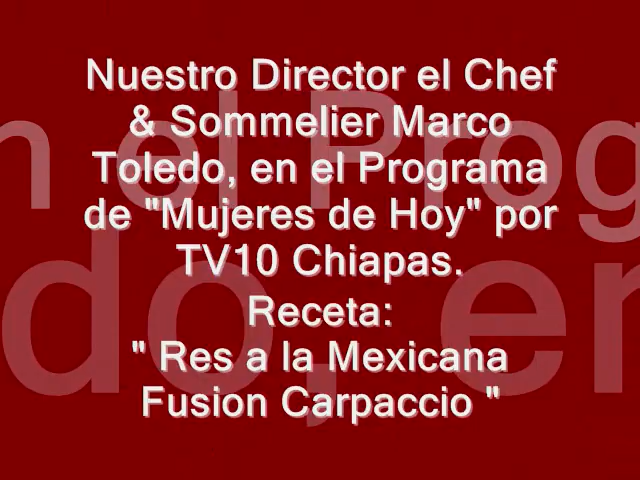 Nuestro Director el Chef
& Sommelier Marco
Toledo, en el Programa
de "Mujeres de Hoy" por
TV10 Chiapas.
Receta:
" Res a la Mexicana
Fusion Carpaccio "